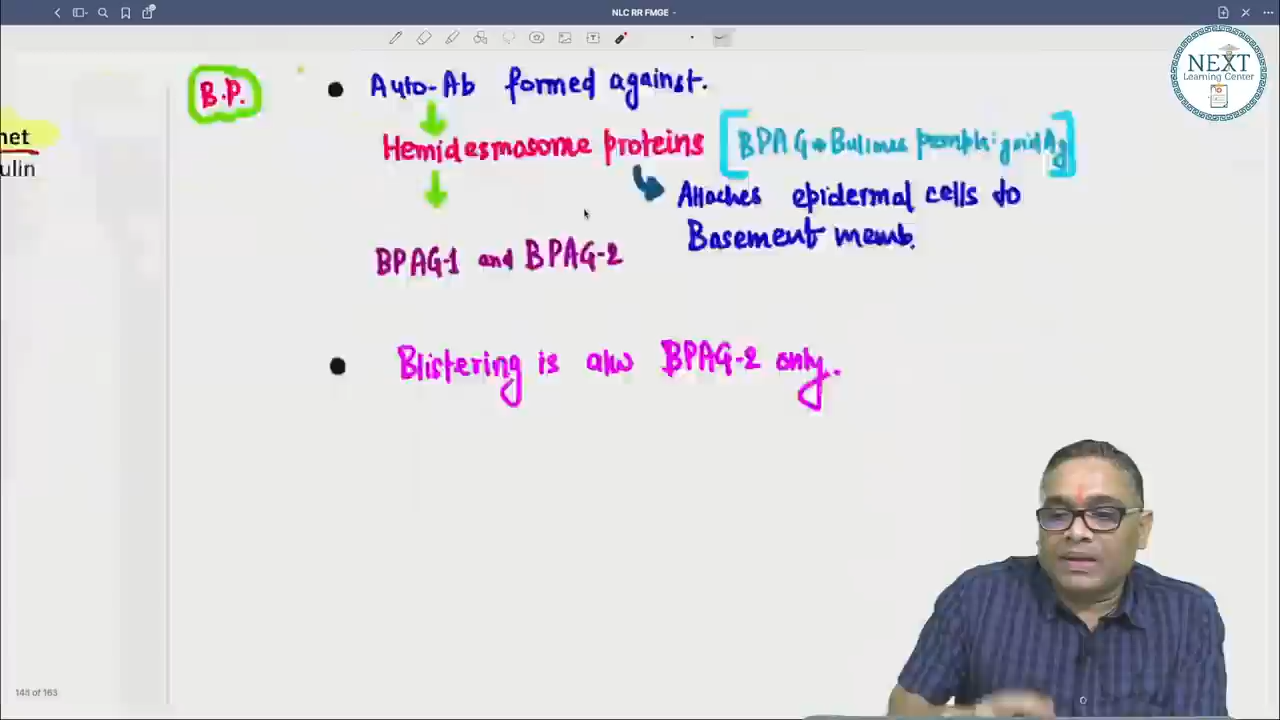 NLC RR FMGE
NEXT
Learning Center
B.P.
Auto-Ab formed against.
Hemidesmosome proteins [BPAG → Bullous pemphigoid Ag]
Attaches epidermal cells to
Basement memb.
BPAG-1 and BPAG-2
Blistering is a/w BPAG-2 only.
net
ulin
148 of 163